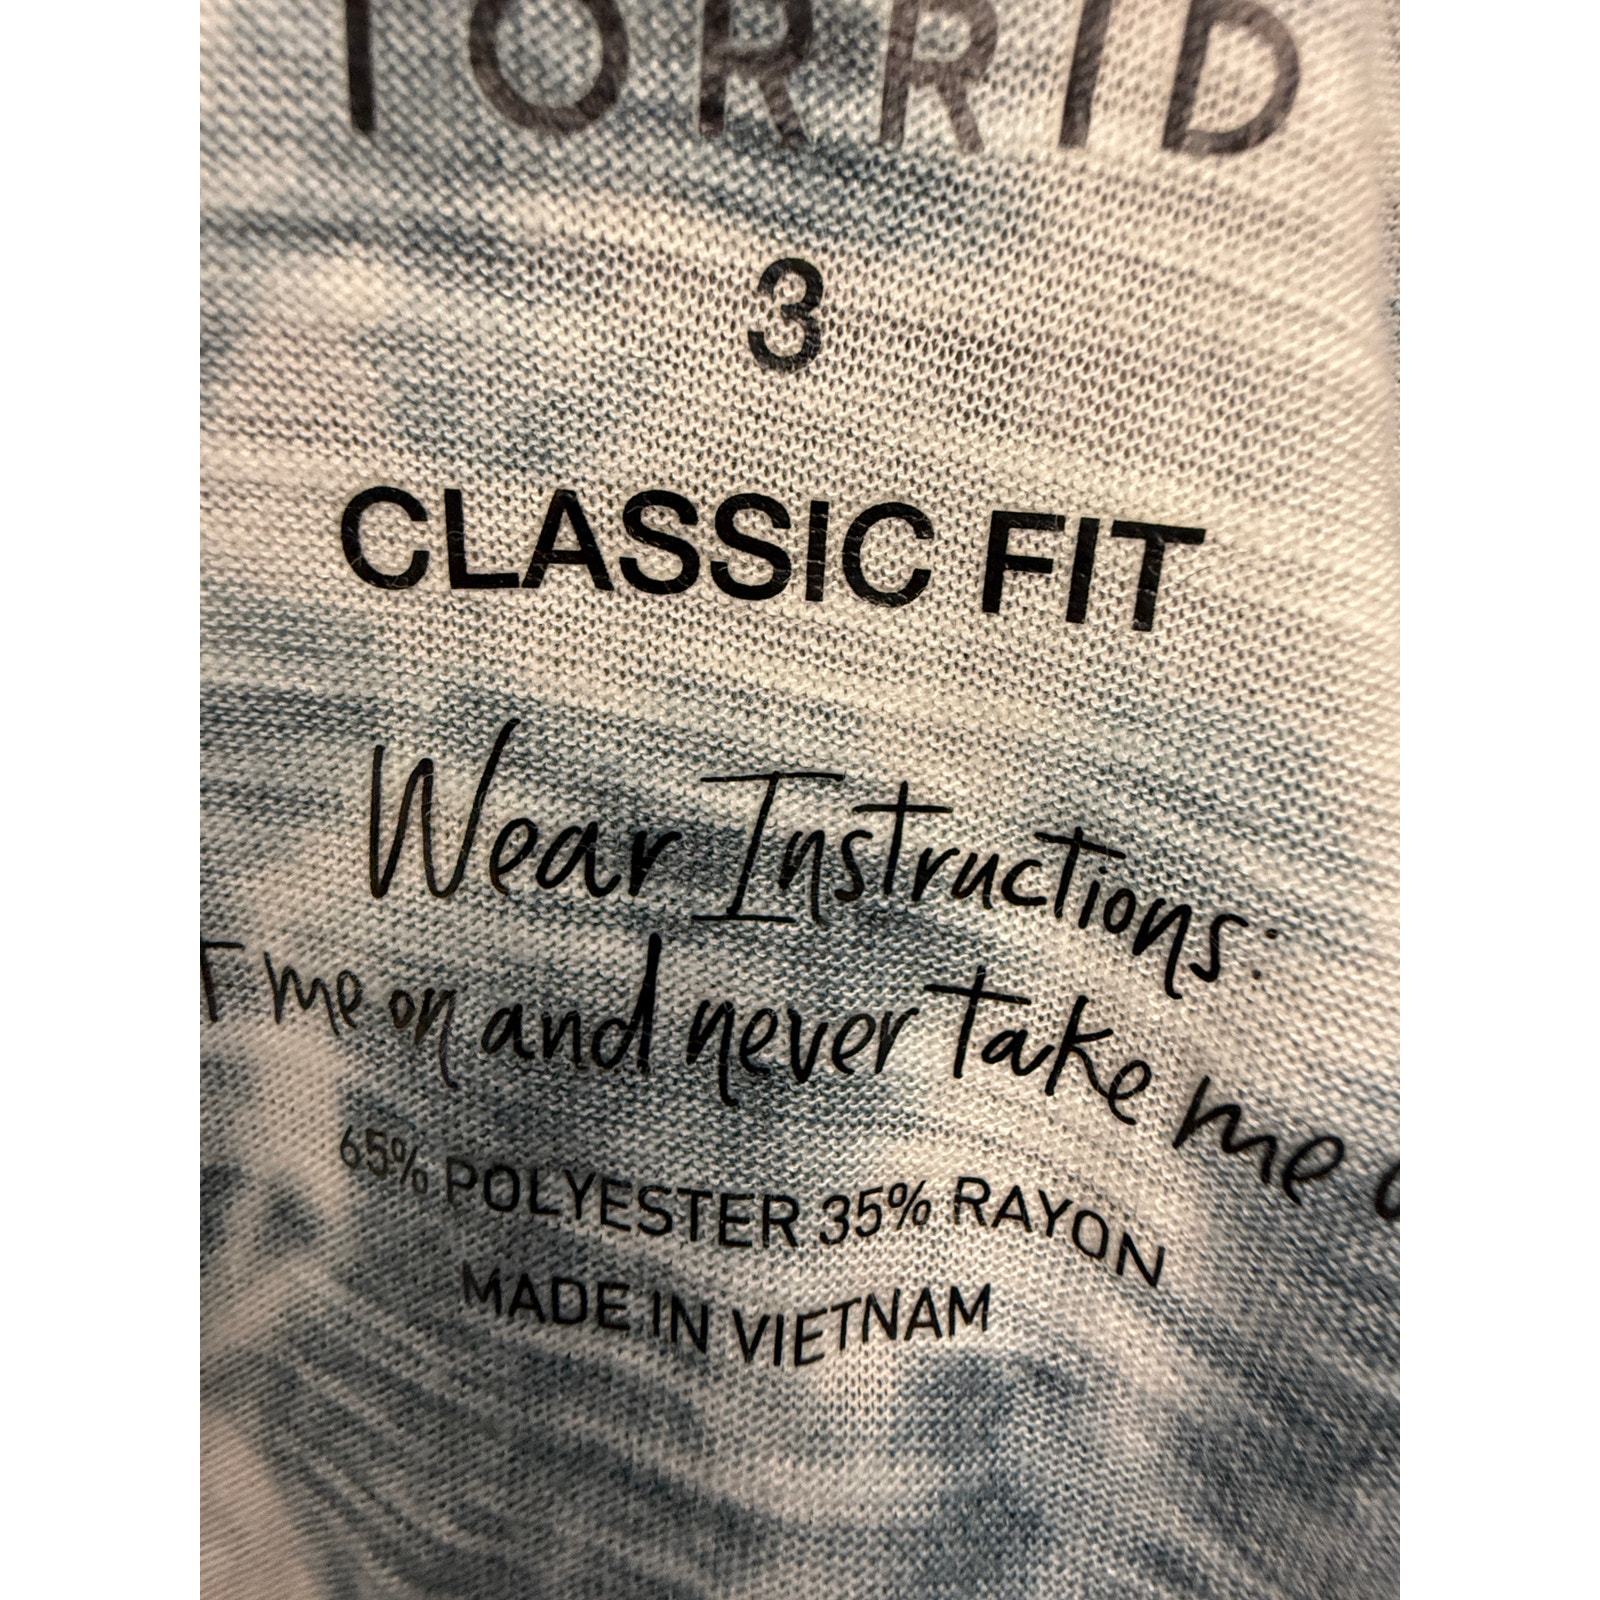 TORRID
3
CLASSIC FIT
Wear Instructions:
me on and never take me
65% POLYESTER 35% RAYON
MADE IN VIETNAM